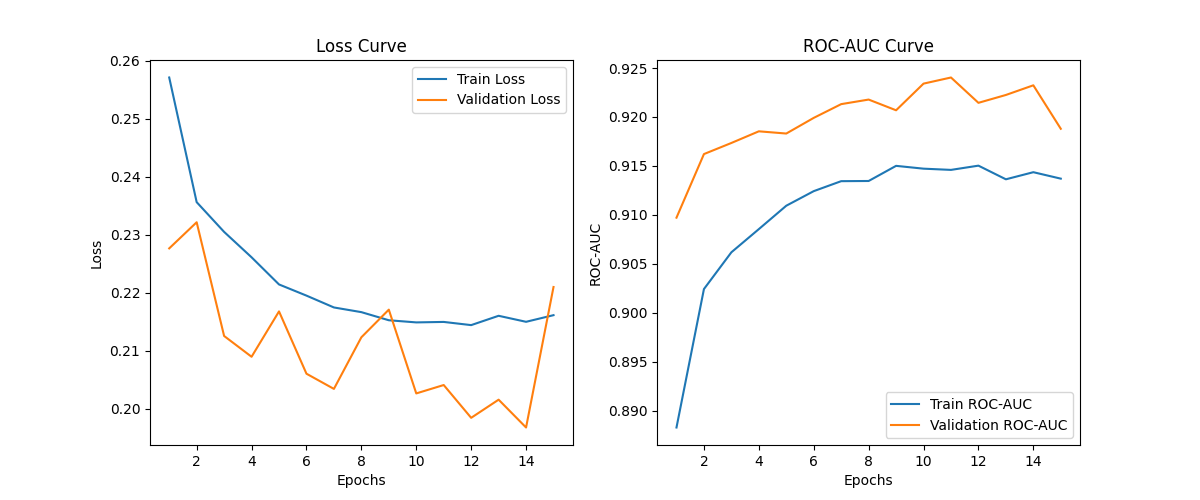 Loss Curve
0.26
0.25
0.24
0.23
0.22
0.21
0.20
Loss
Train Loss
Validation Loss
2 4 6 8 10 12 14
Epochs
ROC-AUC Curve
0.925
0.920
0.915
0.910
0.905
0.900
0.895
0.890
ROC-AUC
Train ROC-AUC
Validation ROC-AUC
2 4 6 8 10 12 14
Epochs